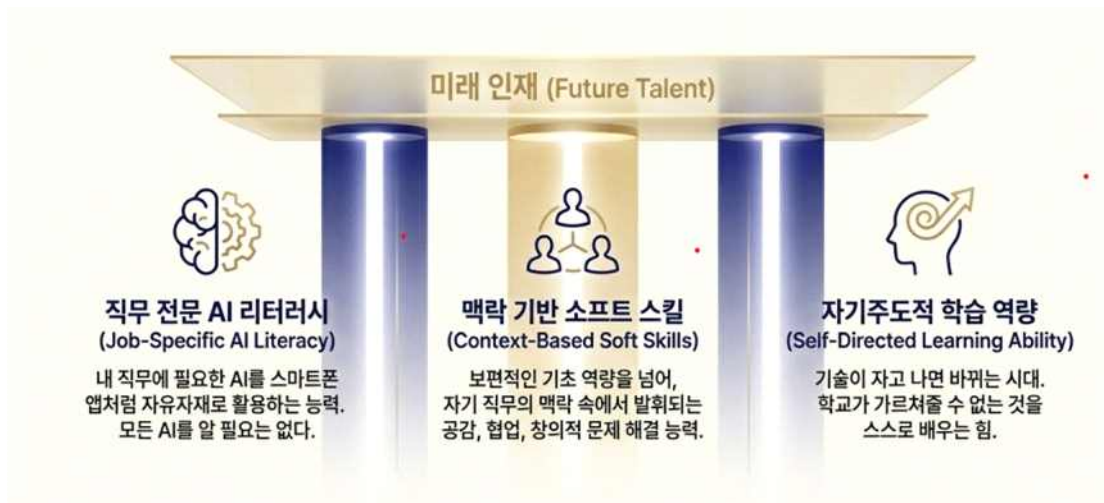 미래 인재 (Future Talent)
직무 전문 AI 리터러시
(Job-Specific AI Literacy)
내 직무에 필요한 AI를 스마트폰
앱처럼 자유자재로 활용하는 능력.
모든 AI를 알 필요는 없다.
맥락 기반 소프트 스킬
(Context-Based Soft Skills)
보편적인 기초 역량을 넘어,
자기 직무의 맥락 속에서 발휘되는
공감, 협업, 창의적 문제 해결 능력.
자기주도적 학습 역량
(Self-Directed Learning Ability)
기술이 자고 나면 바뀌는 시대.
학교가 가르쳐줄 수 없는 것을
스스로 배우는 힘.